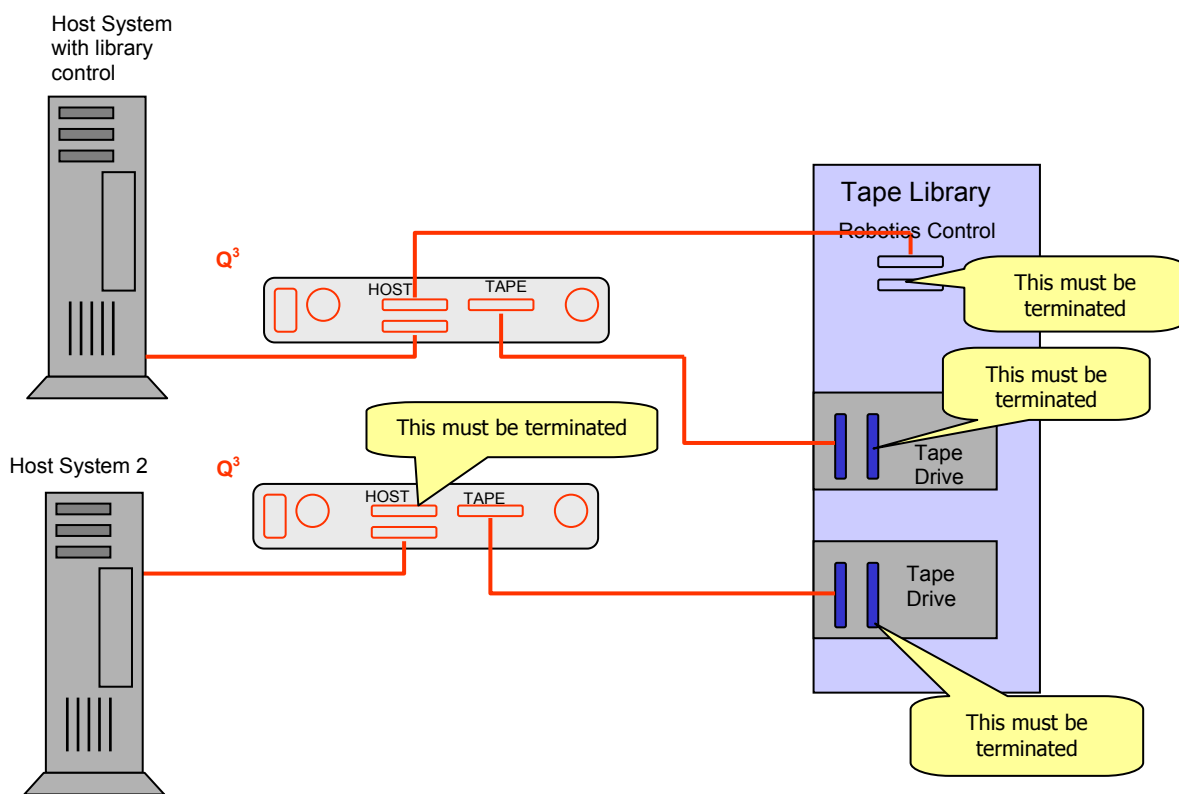 Host System
with library
control
Tape Library
Robotics Control
Q³
HOST
TAPE
This must be
terminated
This must be
terminated
Tape
Drive
This must be terminated
Host System 2
Q³
HOST
TAPE
Tape
Drive
This must be
terminated